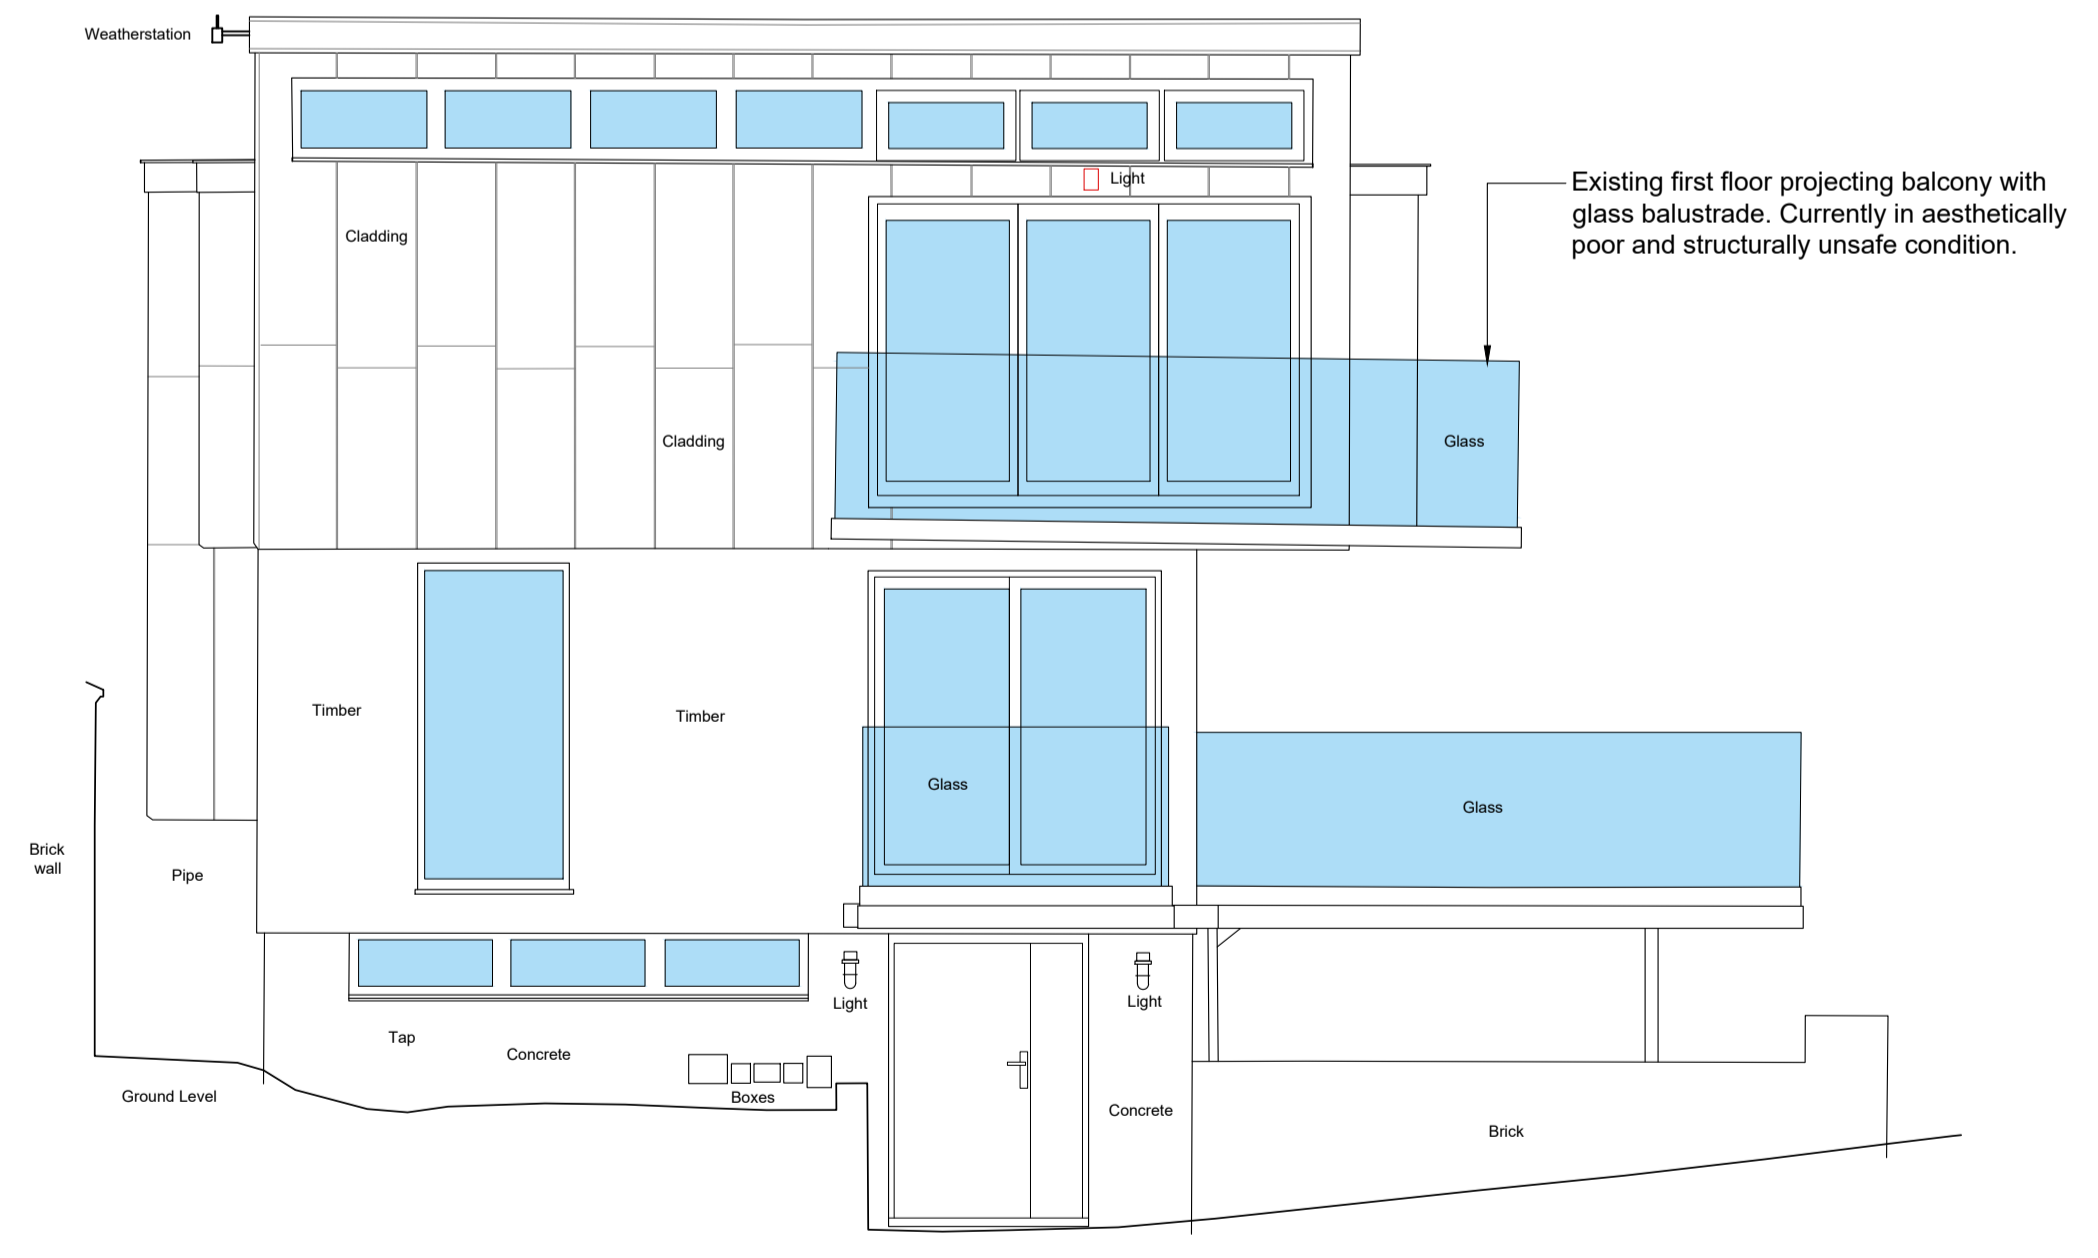 Weatherstation
Light
Existing first floor projecting balcony with
glass balustrade. Currently in aesthetically
poor and structurally unsafe condition.
Cladding
Cladding
Glass
Timber
Timber
Glass
Glass
Brick
wall
Pipe
Light
Light
Tap
Concrete
Ground Level
Boxes
Concrete
Brick